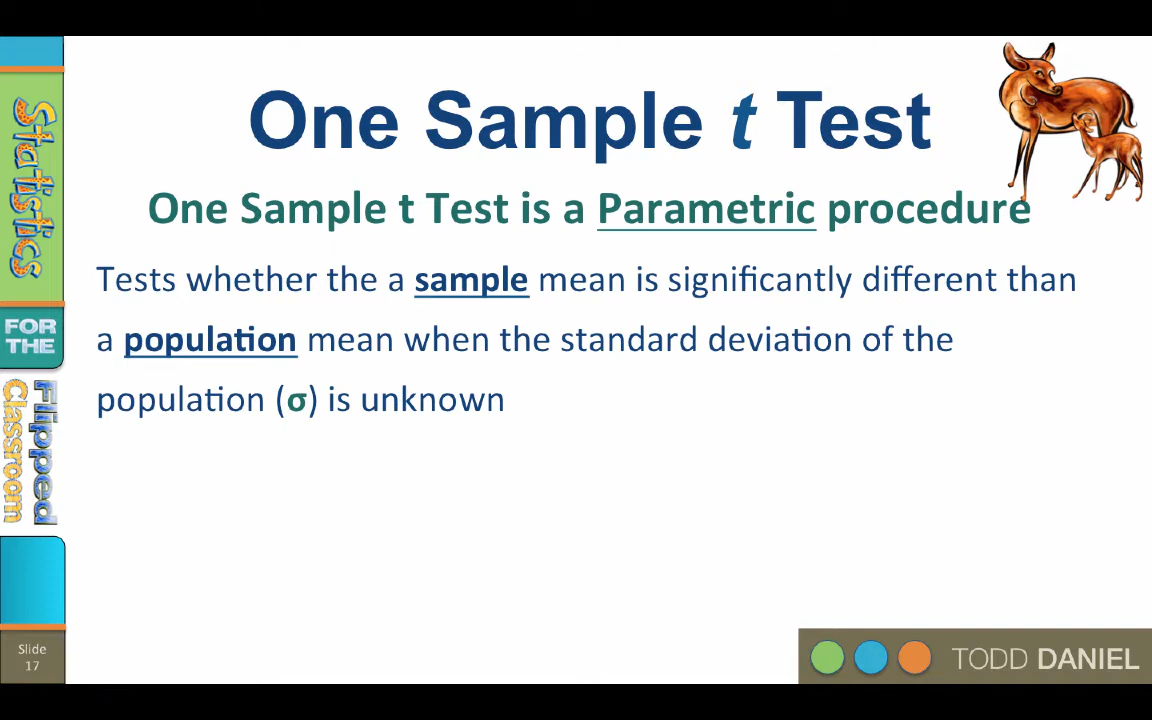 One Sample t Test
One Sample t Test is a Parametric procedure
Tests whether the a sample mean is significantly different than
a population mean when the standard deviation of the
population (σ) is unknown
Statistics
FOR
THE
Flipped
Classroom
Slide
17
TODD DANIEL